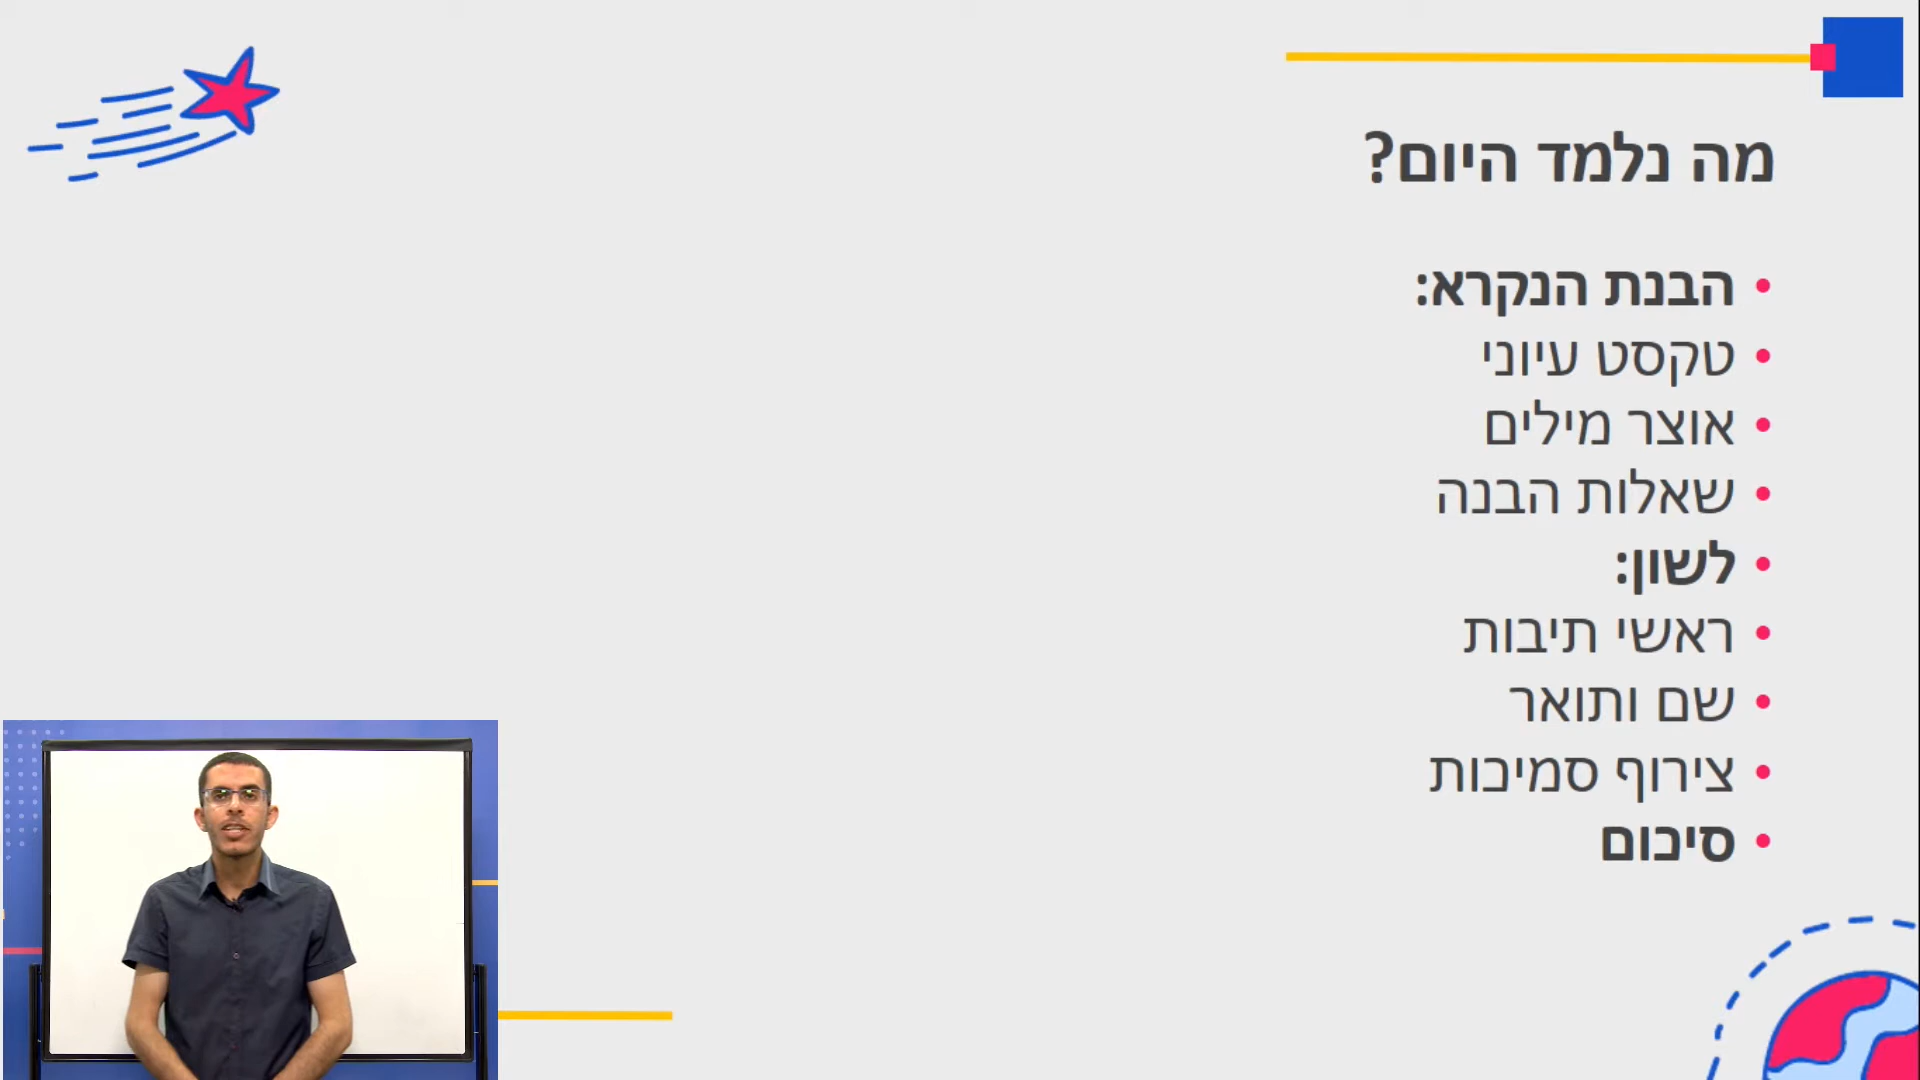 מה נלמד היום?
• הבנת הנקרא:
• טקסט עיוני
• אוצר מילים
• שאלות הבנה
• לשון:
• ראשי תיבות
• שם ותואר
• צירוף סמיכות
• סיכום